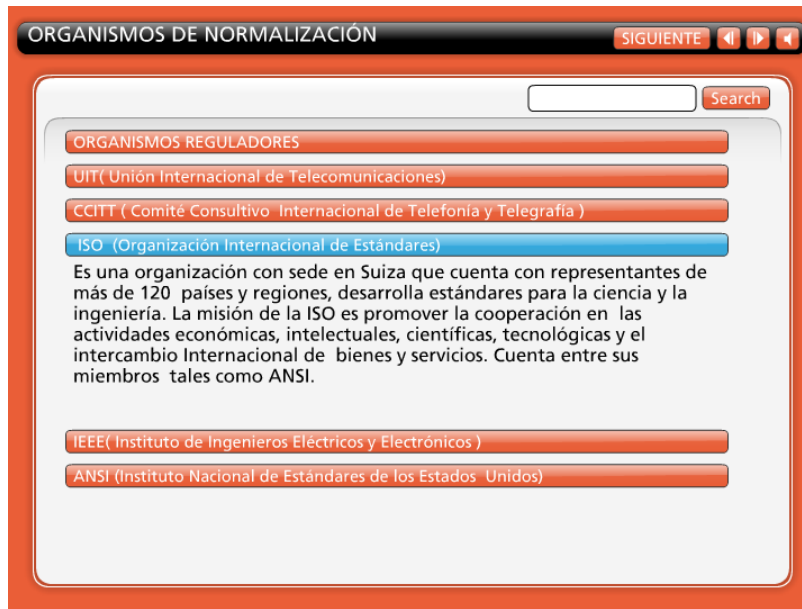 ORGANISMOS DE NORMALIZACIÓN
SIGUIENTE
Search
ORGANISMOS REGULADORES
UIT( Unión Internacional de Telecomunicaciones)
CCITT ( Comité Consultivo Internacional de Telefonía y Telegrafía )
ISO (Organización Internacional de Estándares)
Es una organización con sede en Suiza que cuenta con representantes de
más de 120 países y regiones, desarrolla estándares para la ciencia y la
ingeniería. La misión de la ISO es promover la cooperación en las
actividades económicas, intelectuales, científicas, tecnológicas y el
intercambio Internacional de bienes y servicios. Cuenta entre sus
miembros tales como ANSI.
IEEE( Instituto de Ingenieros Eléctricos y Electrónicos )
ANSI (Instituto Nacional de Estándares de los Estados Unidos)